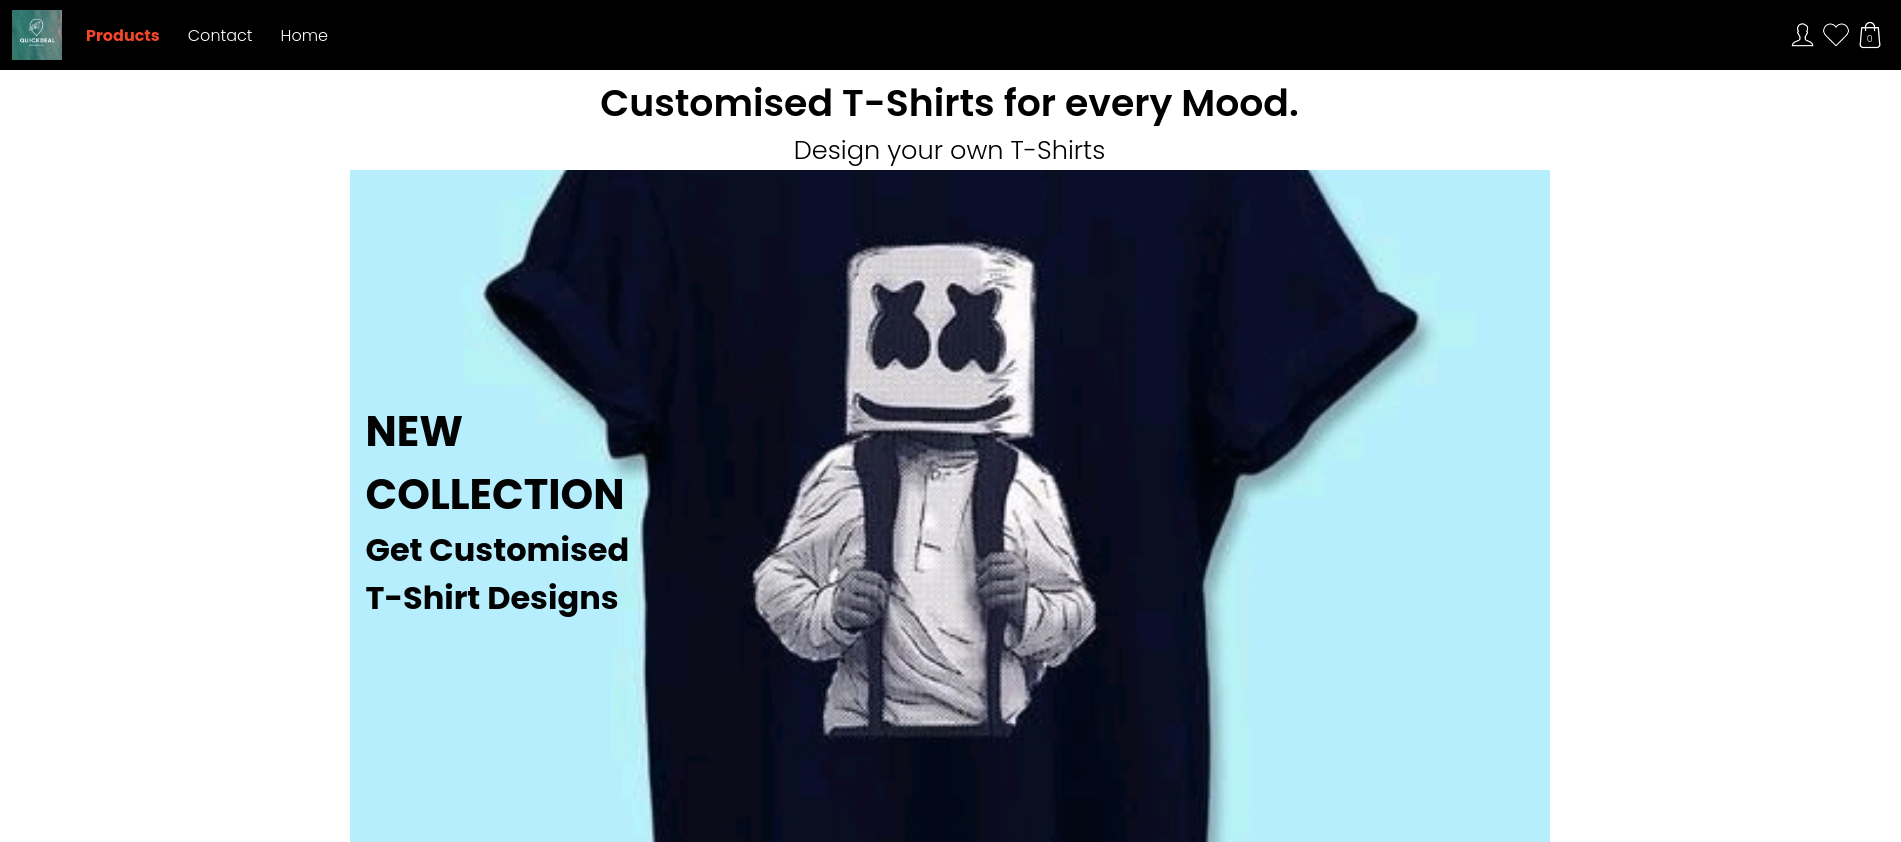 QUICKDEAL
Products
Contact
Home
0
Customised T-Shirts for every Mood.
Design your own T-Shirts
NEW
COLLECTION
Get Customised
T-Shirt Designs